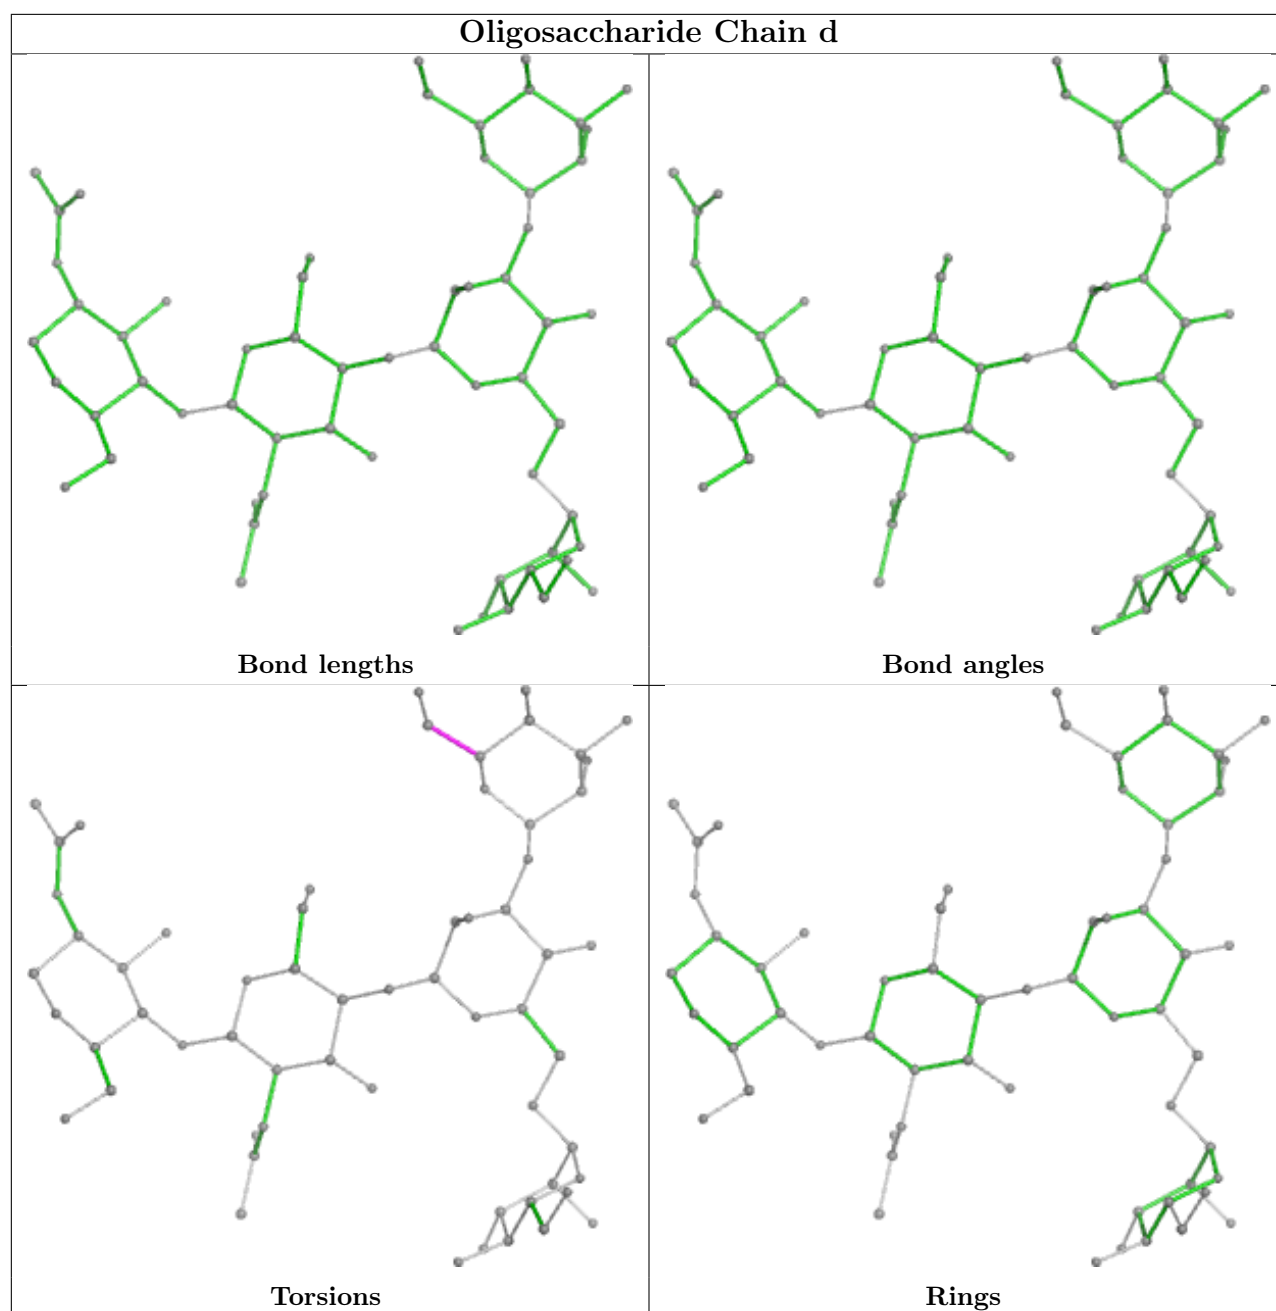 Oligosaccharide Chain d
Bond lengths
Bond angles
Torsions
Rings